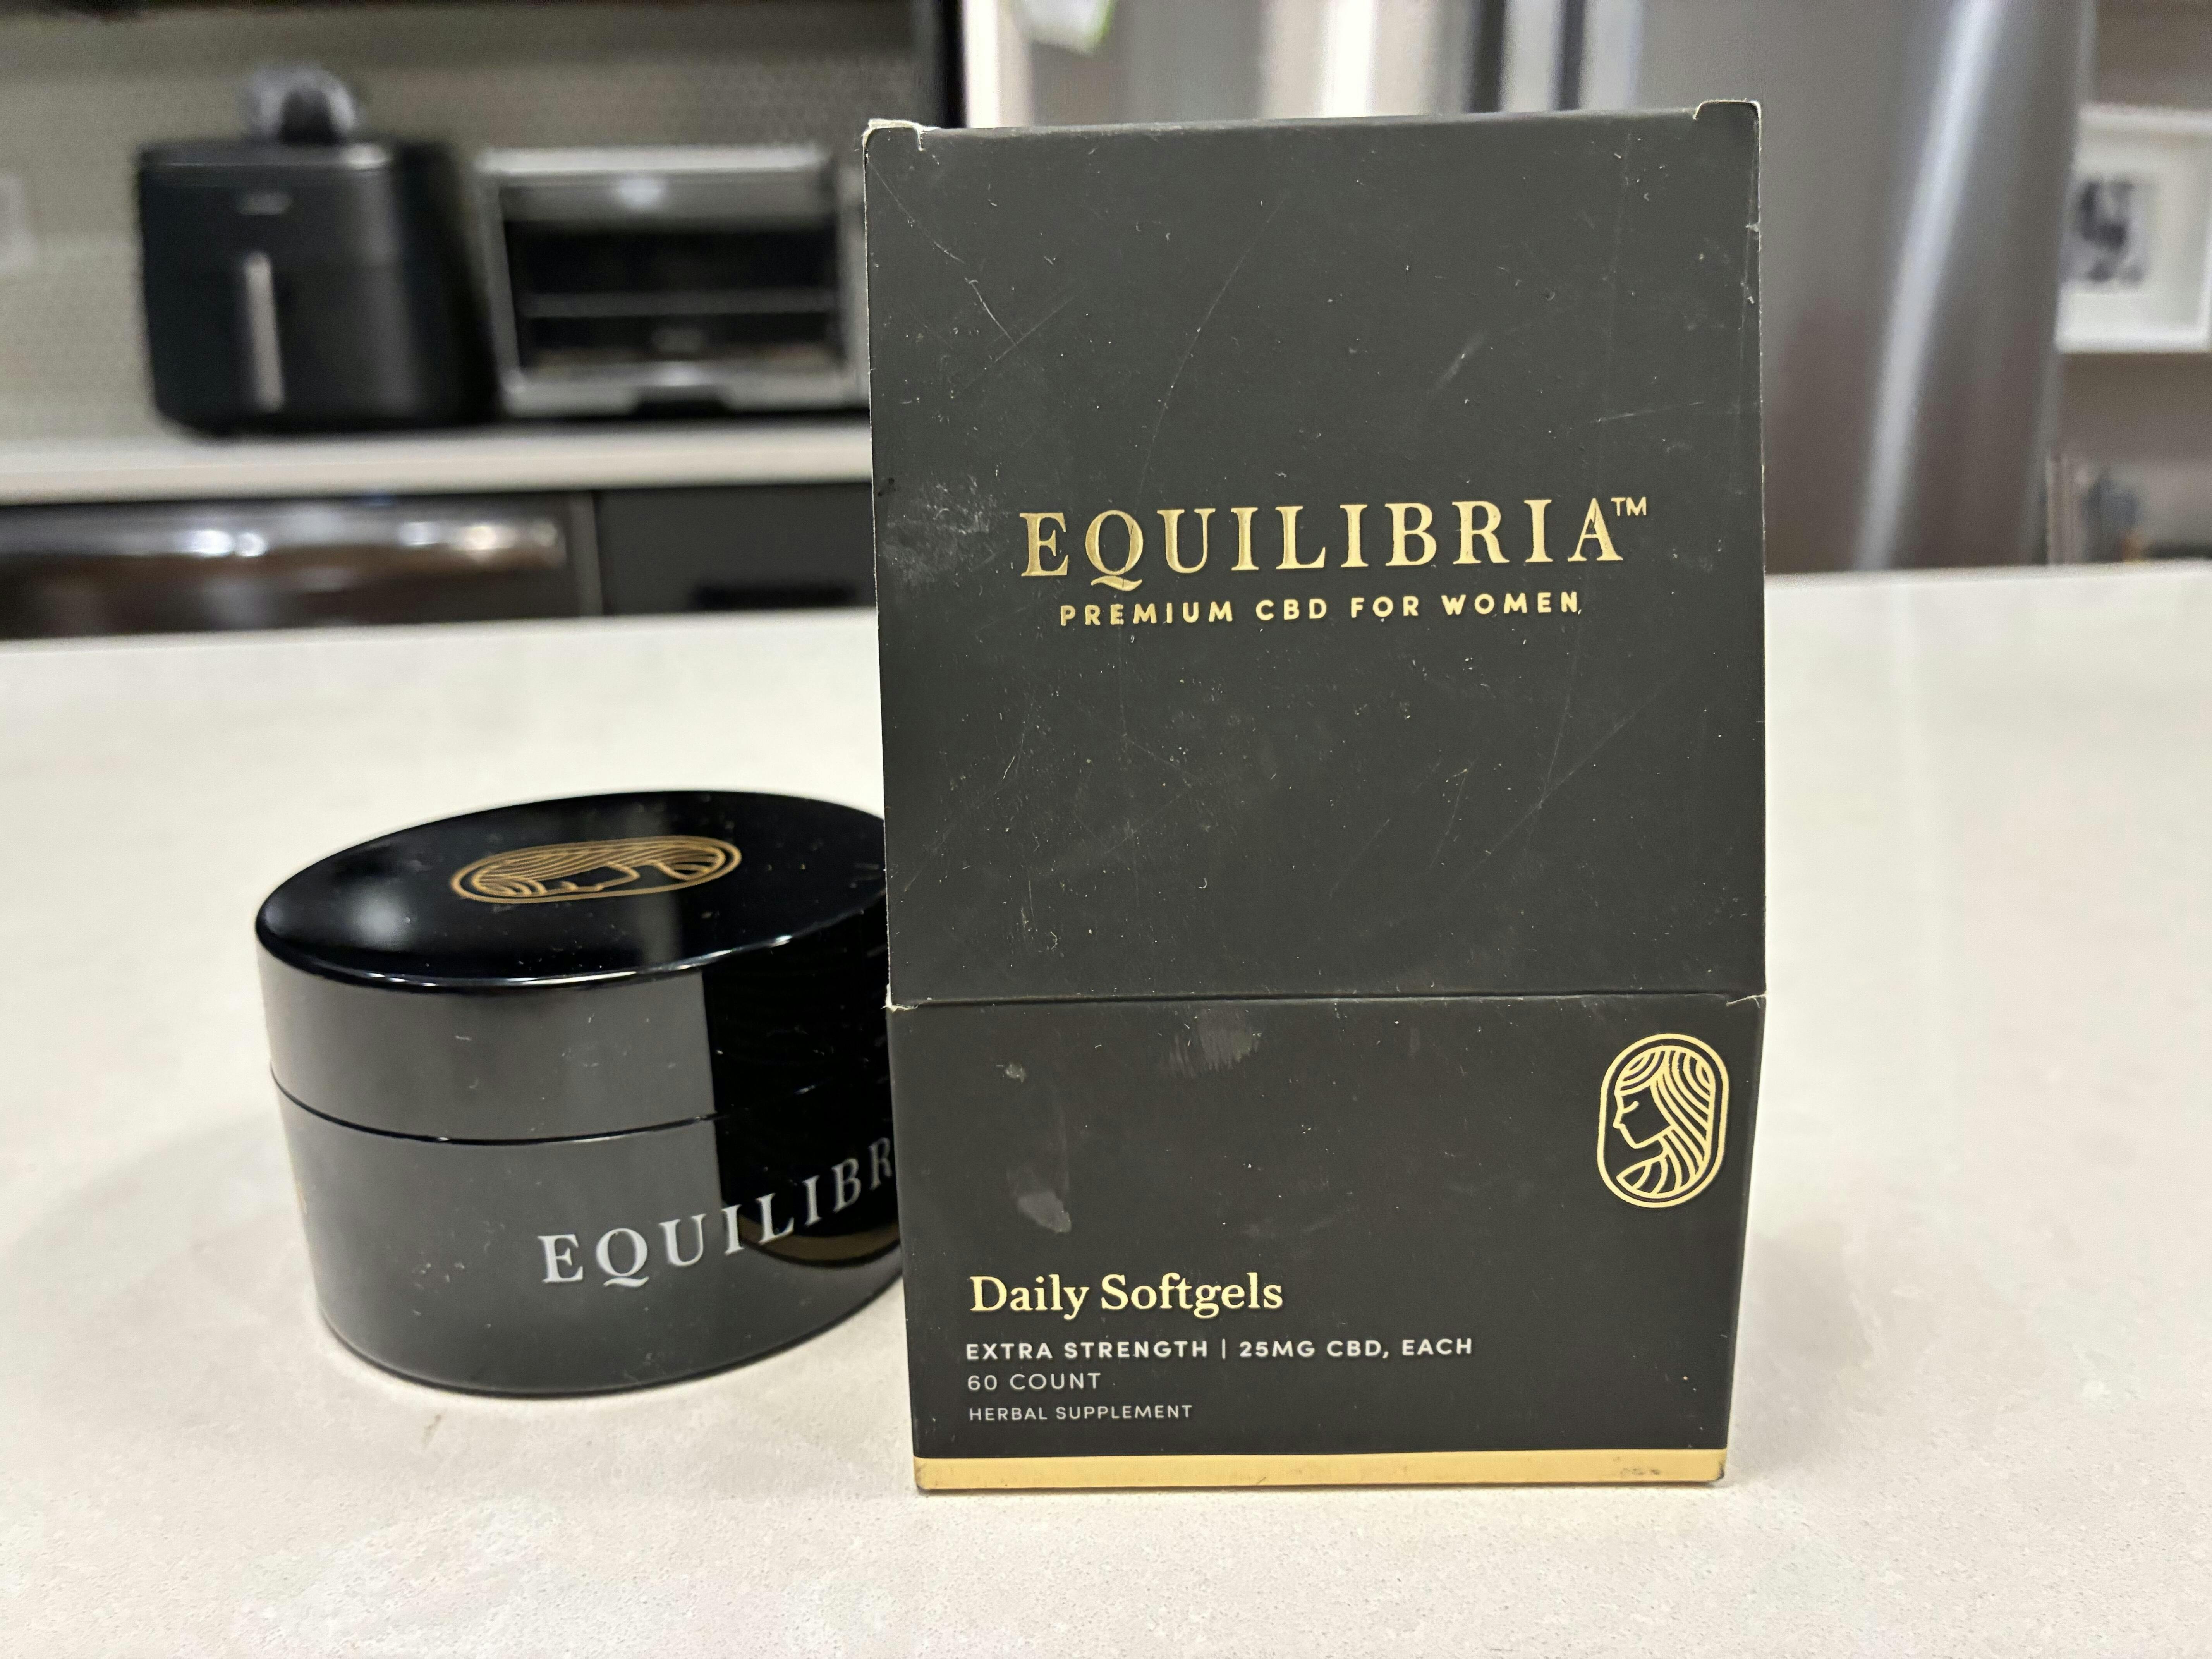 EQUILIBRIA™
PREMIUM CBD FOR WOMEN
EQUILIBR
Daily Softgels
EXTRA STRENGTH | 25MG CBD, EACH
60 COUNT
HERBAL SUPPLEMENT